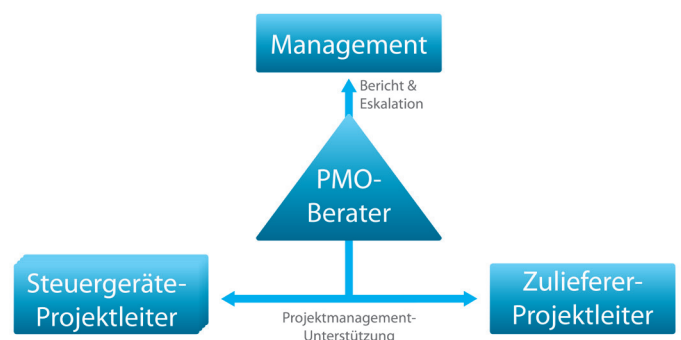 Management
Bericht &
Eskalation
PMO-
Berater
Steuergeräte-
Projektleiter
Zulieferer-
Projektleiter
Projektmanagement-
Unterstützung